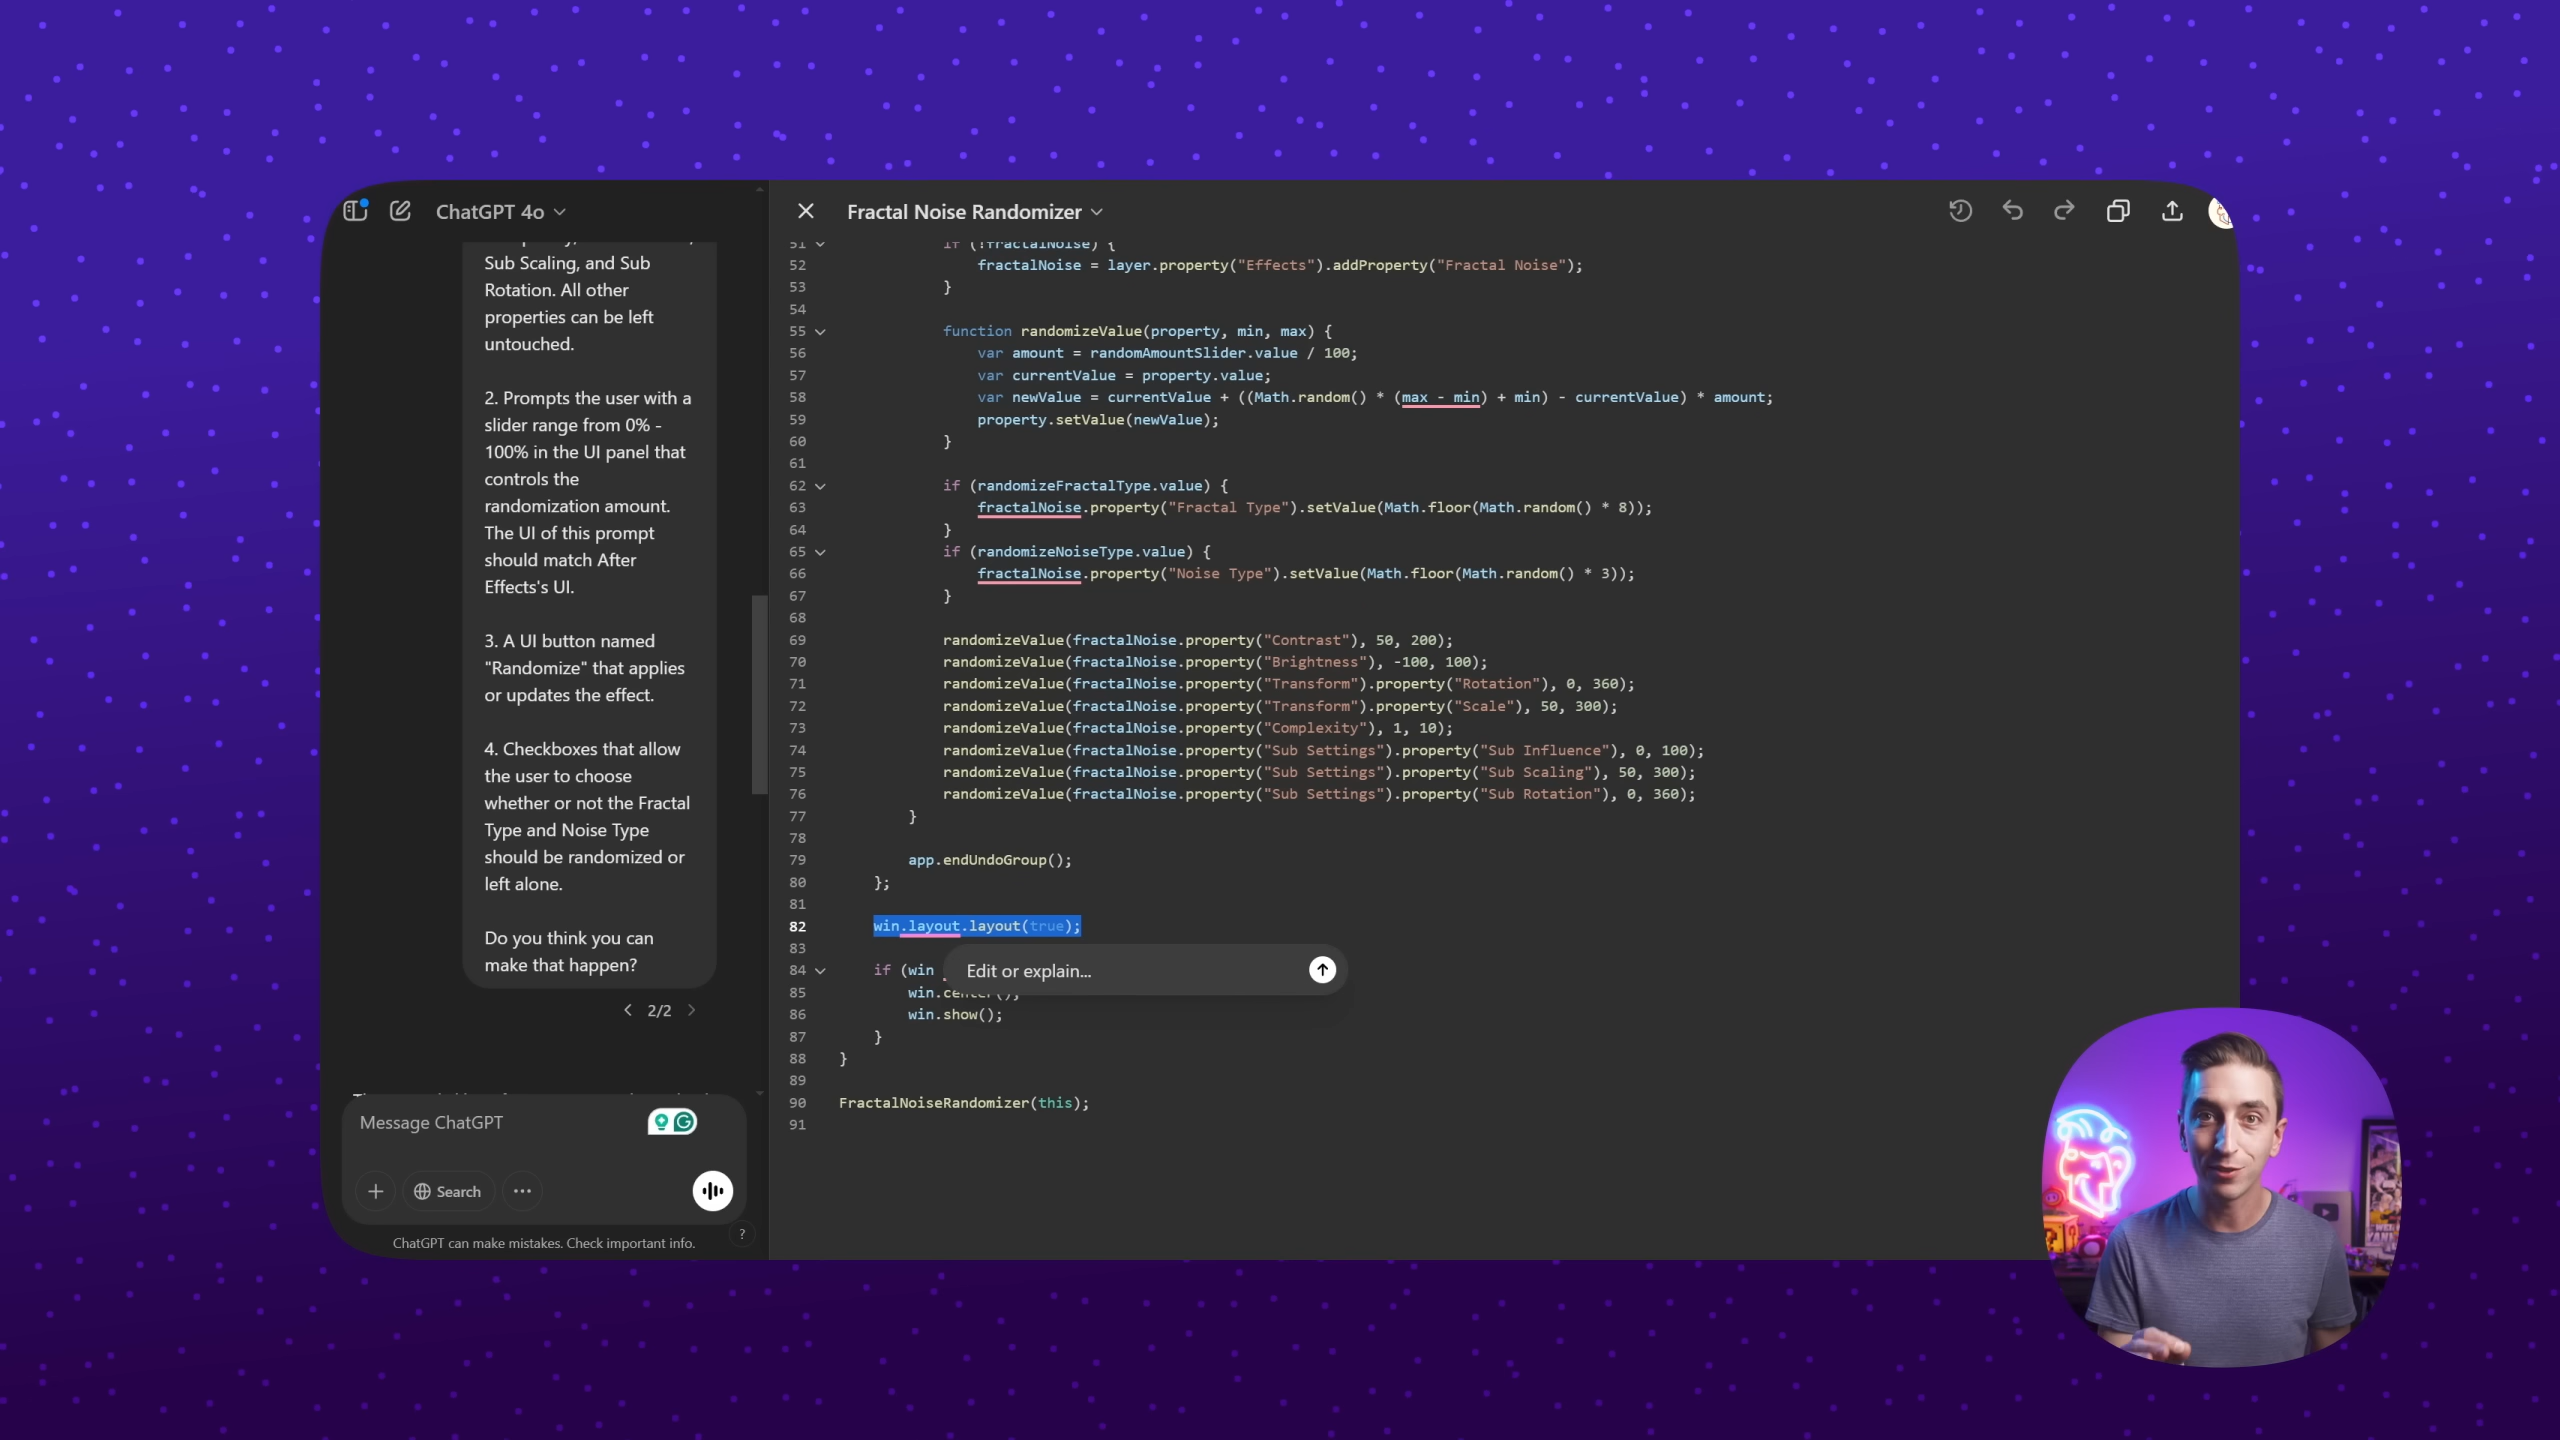 ChatGPT 4o
Sub Scaling, and Sub
Rotation. All other
properties can be left
untouched.
2. Prompts the user with a
slider range from 0% -
100% in the UI panel that
controls the
randomization amount.
The UI of this prompt
should match After
Effects's UI.
3. A UI button named
"Randomize" that applies
or updates the effect.
4. Checkboxes that allow
the user to choose
whether or not the Fractal
Type and Noise Type
should be randomized or
left alone.
Do you think you can
make that happen?
2/2
Message ChatGPT
Search
ChatGPT can make mistakes. Check important info.
?
Fractal Noise Randomizer
51 if (!fractalNoise) {
52 fractalNoise = layer.property("Effects").addProperty("Fractal Noise");
53 }
54
55 function randomizeValue(property, min, max) {
56 var amount = randomAmountSlider.value / 100;
57 var currentValue = property.value;
58 var newValue = currentValue + ((Math.random() * (max - min) + min) - currentValue) * amount;
59 property.setValue(newValue);
60 }
61
62 if (randomizeFractalType.value) {
63 fractalNoise.property("Fractal Type").setValue(Math.floor(Math.random() * 8));
64 }
65 if (randomizeNoiseType.value) {
66 fractalNoise.property("Noise Type").setValue(Math.floor(Math.random() * 3));
67 }
68
69 randomizeValue(fractalNoise.property("Contrast"), 50, 200);
70 randomizeValue(fractalNoise.property("Brightness"), -100, 100);
71 randomizeValue(fractalNoise.property("Transform").property("Rotation"), 0, 360);
72 randomizeValue(fractalNoise.property("Transform").property("Scale"), 50, 300);
73 randomizeValue(fractalNoise.property("Complexity"), 1, 10);
74 randomizeValue(fractalNoise.property("Sub Settings").property("Sub Influence"), 0, 100);
75 randomizeValue(fractalNoise.property("Sub Settings").property("Sub Scaling"), 50, 300);
76 randomizeValue(fractalNoise.property("Sub Settings").property("Sub Rotation"), 0, 360);
77 }
78
79 app.endUndoGroup();
80 };
81
82 win.layout.layout(true);
83
84 if (win
Edit or explain...
85 win.center();
86 win.show();
87 }
88 }
89
90 FractalNoiseRandomizer(this);
91